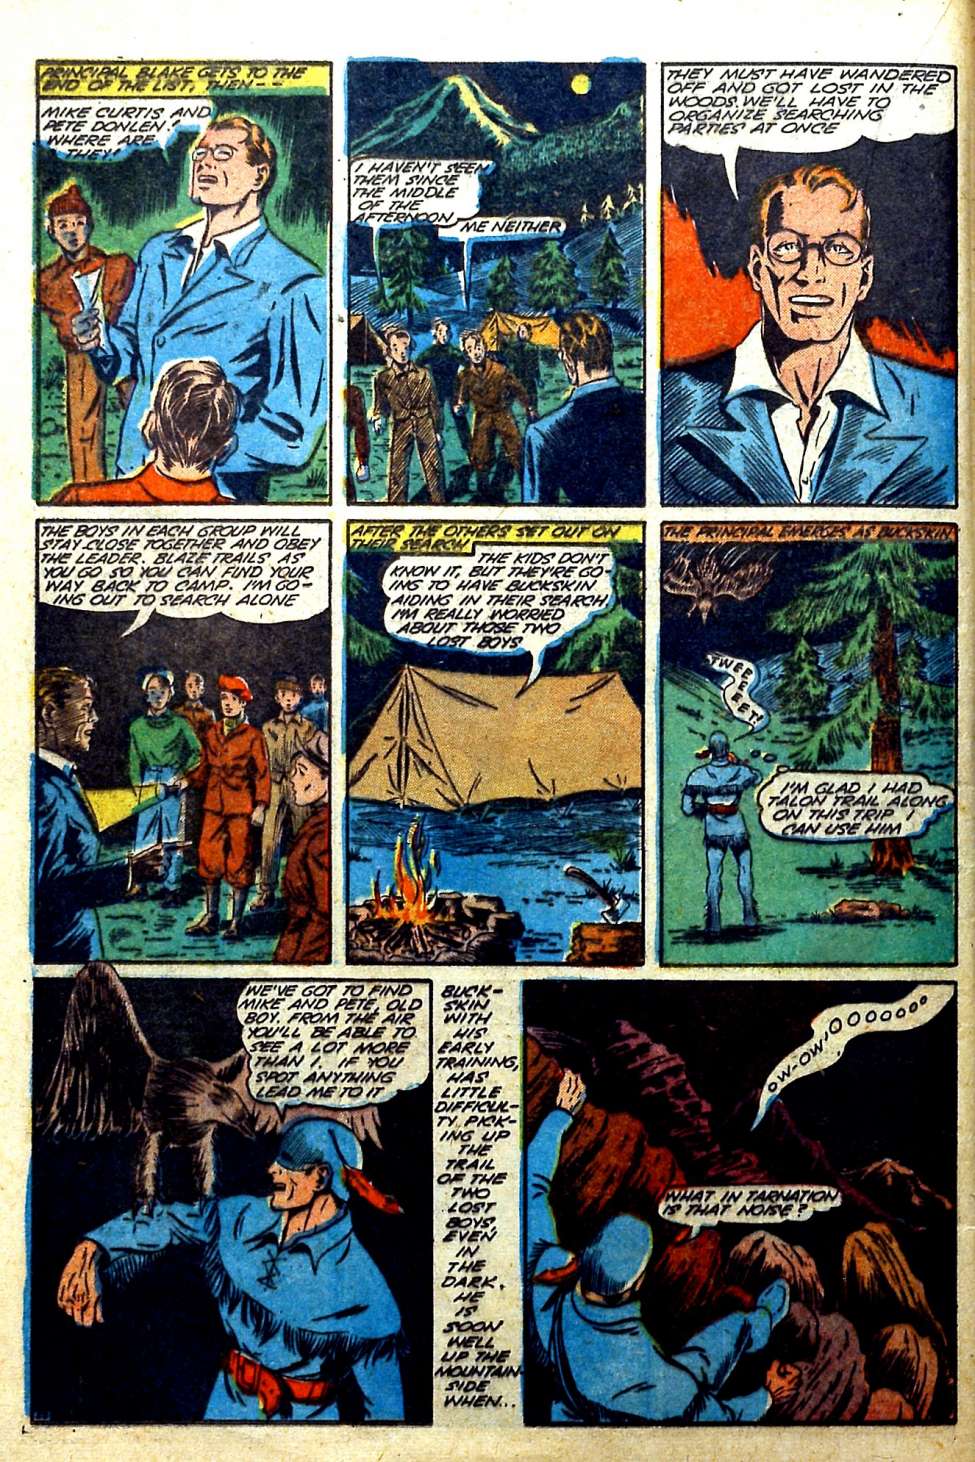 PRINCIPAL BLAKE GETS TO THE
END OF THE LIST, THEN--
MIKE CURTIS AND
PETE DONLEN?
WHERE ARE
THEY?
I HAVEN'T SEEN
THEM SINCE
THE MIDDLE
OF THE
AFTERNOON
ME NEITHER
THEY MUST HAVE WANDERED
OFF AND GOT LOST IN THE
WOODS. WE'LL HAVE TO
ORGANIZE SEARCHING
PARTIES AT ONCE
THE BOYS IN EACH GROUP WILL
STAY CLOSE TOGETHER AND OBEY
THE LEADER. BLAZE TRAILS AS
YOU GO SO YOU CAN FIND YOUR
WAY BACK TO CAMP. I'M GO-
ING OUT TO SEARCH ALONE
AFTER THE OTHERS SET OUT ON
THEIR SEARCH
THE KIDS DON'T
KNOW IT, BUT THEY'RE GO-
ING TO HAVE BUCKSKIN
AIDING IN THEIR SEARCH
I'M REALLY WORRIED
ABOUT THOSE TWO
LOST BOYS
THE PRINCIPAL EMERGES AS BUCKSKIN
TWEE
EE
EET!
I'M GLAD I HAD
TALON TRAIL ALONG
ON THIS TRIP. I
CAN USE HIM
WE'VE GOT TO FIND
MIKE AND PETE, OLD
BOY. FROM THE AIR
YOU'LL BE ABLE TO
SEE A LOT MORE
THAN I. IF YOU
SPOT ANYTHING
LEAD ME TO IT
BUCK-
SKIN
WITH
HIS
EARLY
TRAINING,
HAS
LITTLE
DIFFICUL-
TY PICK-
ING UP
THE
TRAIL
OF THE
TWO
LOST
BOYS,
EVEN
IN
THE
DARK.
HE
IS
SOON
WELL
UP THE
MOUNTAIN-
SIDE
WHEN...
OW-OW'OOOOOOOO
WHAT IN TARNATION
IS THAT NOISE?